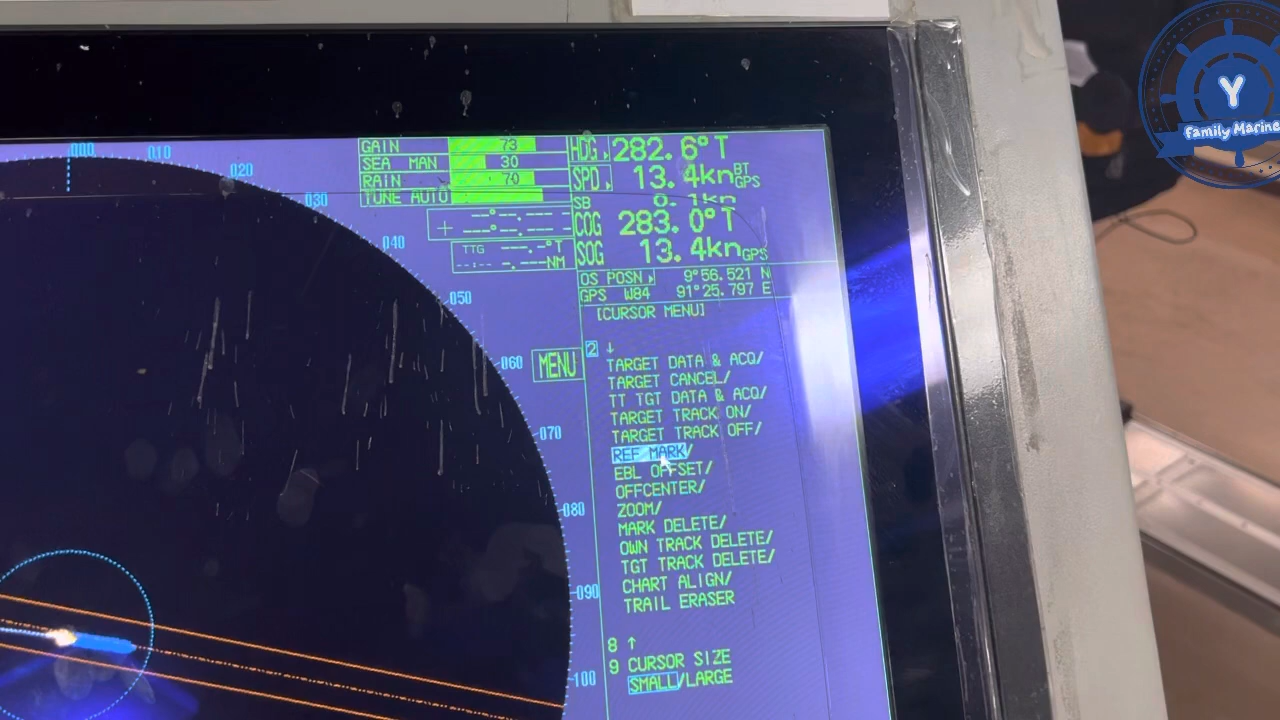 000
010
020
030
040
050
060
070
080
090
100
GAIN 73
SEA MAN 30
RAIN 70
TUNE AUTO
HDG 282.6°T
SPD 13.4kn BT GPS
SB 0.1kn
COG 283.0°T
SOG 13.4kn GPS
+ --°--.---
---°--.---
TTG ---.-°T
--:-- -.---NM
OS POSN 9°56.521 N
GPS W84 91°25.797 E
[CURSOR MENU]
MENU
2 ↓
TARGET DATA & ACQ/
TARGET CANCEL/
TT TGT DATA & ACQ/
TARGET TRACK ON/
TARGET TRACK OFF/
REF MARK/
EBL OFFSET/
OFFCENTER/
ZOOM/
MARK DELETE/
OWN TRACK DELETE/
TGT TRACK DELETE/
CHART ALIGN/
TRAIL ERASER
8 ↑
9 CURSOR SIZE
SMALL/LARGE
Y
family Marine